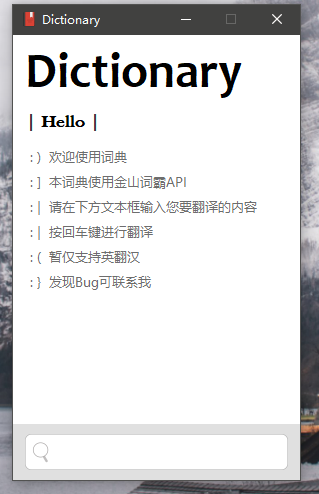 Dictionary
Dictionary
| Hello |
: ) 欢迎使用词典
: ] 本词典使用金山词霸API
: | 请在下方文本框输入您要翻译的内容
: | 按回车键进行翻译
: ( 暂仅支持英翻汉
: } 发现Bug可联系我